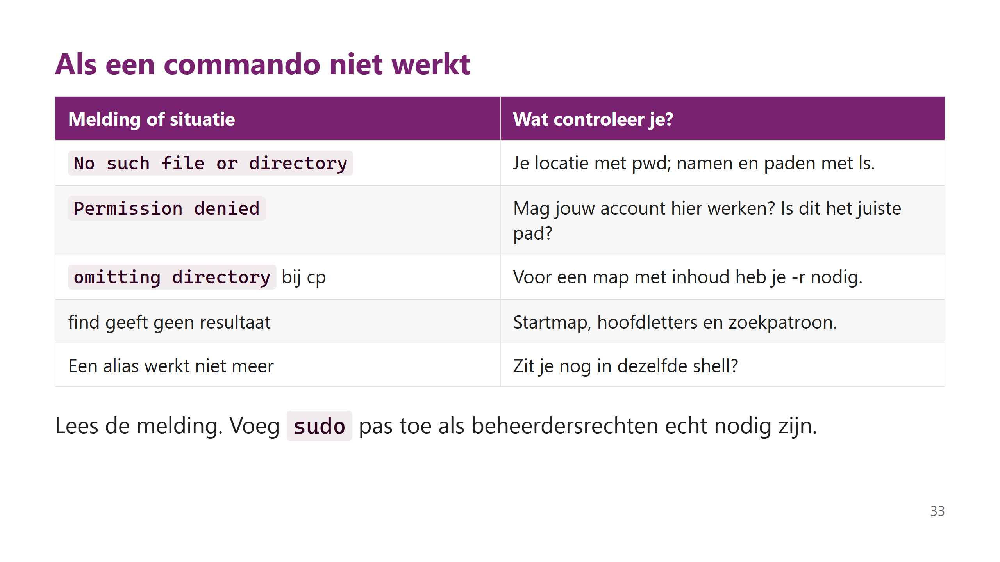 Als een commando niet werkt
Melding of situatie
Wat controleer je?
No such file or directory
Je locatie met pwd; namen en paden met ls.
Permission denied
Mag jouw account hier werken? Is dit het juiste
pad?
omitting directory bij cp
Voor een map met inhoud heb je -r nodig.
find geeft geen resultaat
Startmap, hoofdletters en zoekpatroon.
Een alias werkt niet meer
Zit je nog in dezelfde shell?
Lees de melding. Voeg sudo pas toe als beheerdersrechten echt nodig zijn.
33